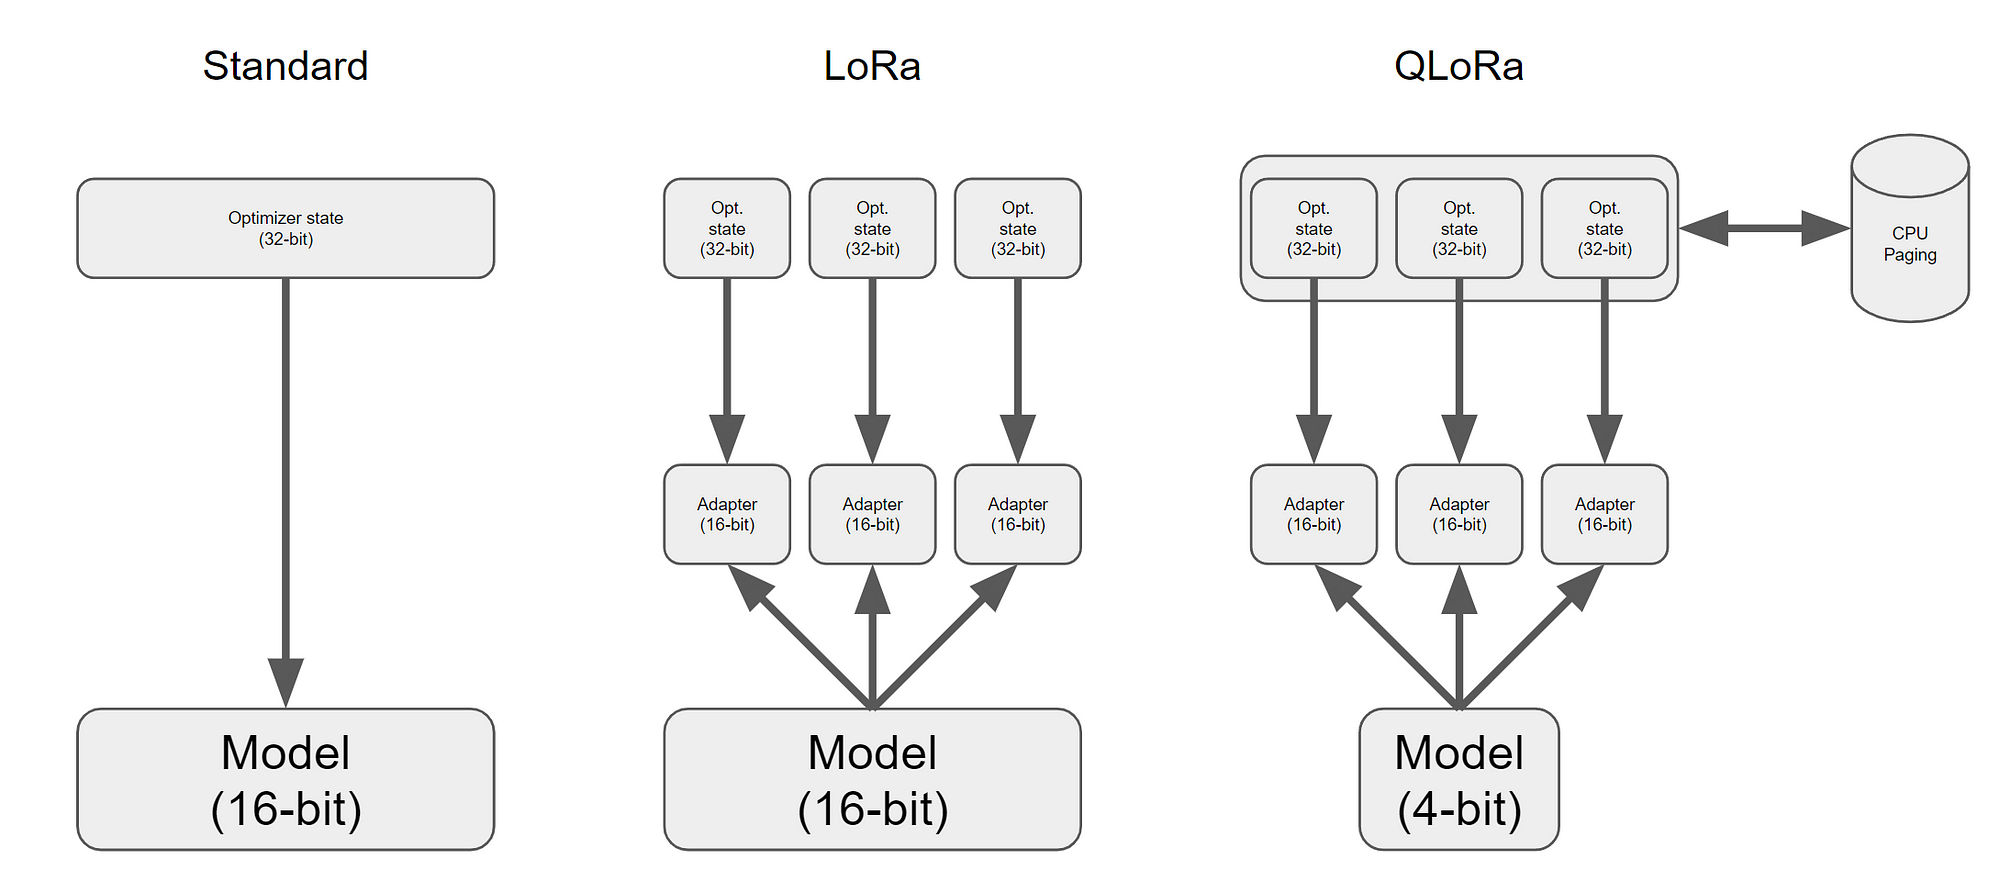 Standard
LoRa
QLoRa
Optimizer state
(32-bit)
Opt.
state
(32-bit)
Opt.
state
(32-bit)
Opt.
state
(32-bit)
Opt.
state
(32-bit)
Opt.
state
(32-bit)
Opt.
state
(32-bit)
CPU
Paging
Adapter
(16-bit)
Adapter
(16-bit)
Adapter
(16-bit)
Adapter
(16-bit)
Adapter
(16-bit)
Adapter
(16-bit)
Model
(16-bit)
Model
(16-bit)
Model
(4-bit)